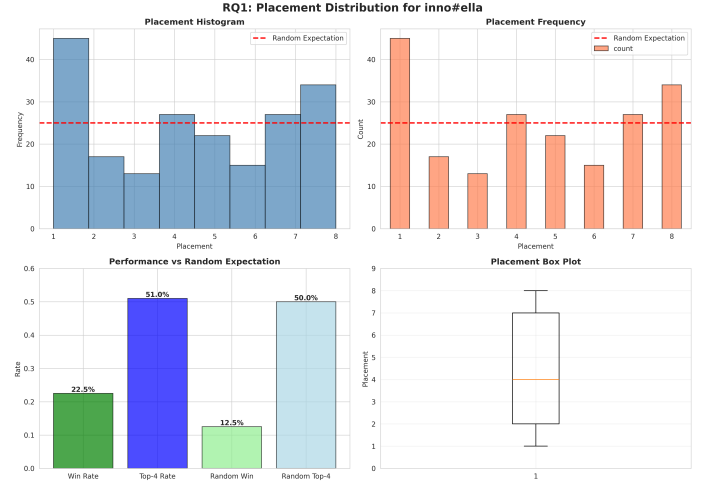 RQ1: Placement Distribution for inno#ella
Placement Histogram
Frequency
40
30
20
10
0
Random Expectation
1 2 3 4 5 6 7 8
Placement
Placement Frequency
Count
40
30
20
10
0
Random Expectation
count
1 2 3 4 5 6 7 8
Placement
Performance vs Random Expectation
Rate
0.6
0.5
0.4
0.3
0.2
0.1
0.0
22.5%
51.0%
12.5%
50.0%
Win Rate Top-4 Rate Random Win Random Top-4
Placement Box Plot
Placement
9
8
7
6
5
4
3
2
1
0
1